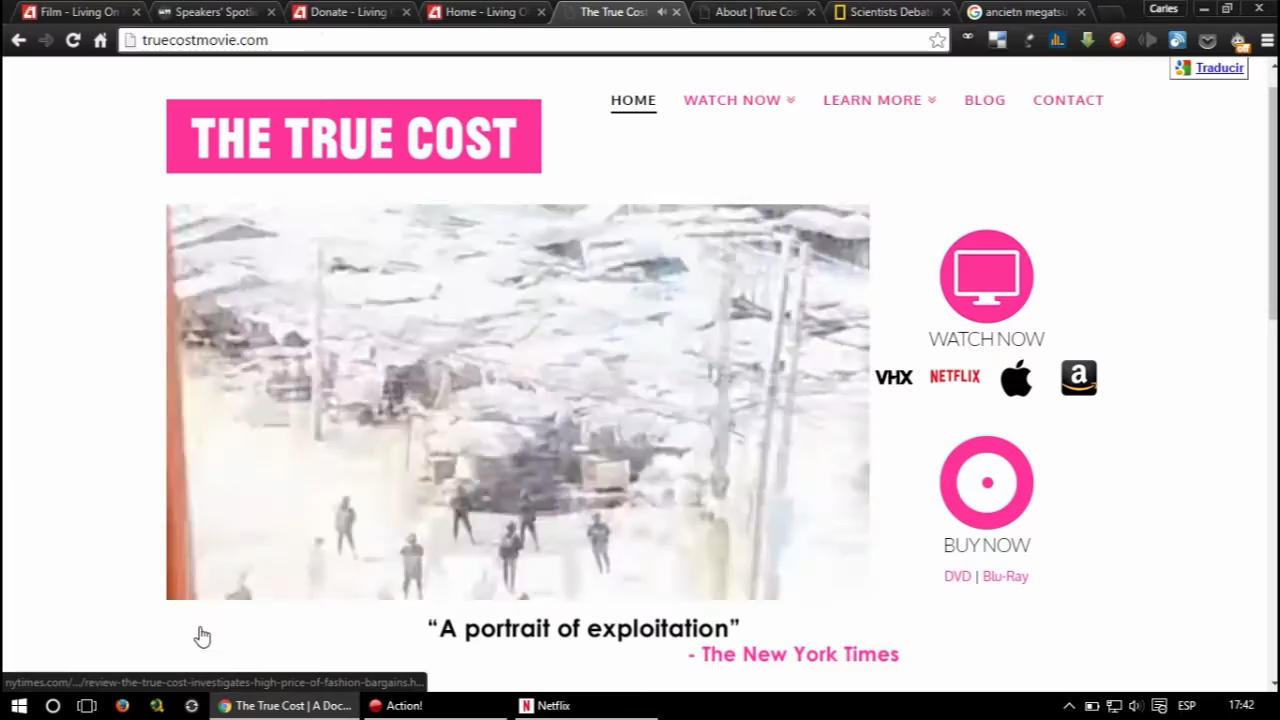 Film - Living On
Speakers' Spotli
Donate - Living
Home - Living O
The True Cost
About | True Cos
Scientists Debat
ancietn megatsu
Carles
truecostmovie.com
Traducir
THE TRUE COST
HOME
WATCH NOW
LEARN MORE
BLOG
CONTACT
WATCH NOW
VHX
NETFLIX
a
BUY NOW
DVD | Blu-Ray
“A portrait of exploitation”
- The New York Times
nytimes.com/.../review-the-true-cost-investigates-high-price-of-fashion-bargains.h...
The True Cost | A Doc...
Action!
N Netflix
ESP
17:42